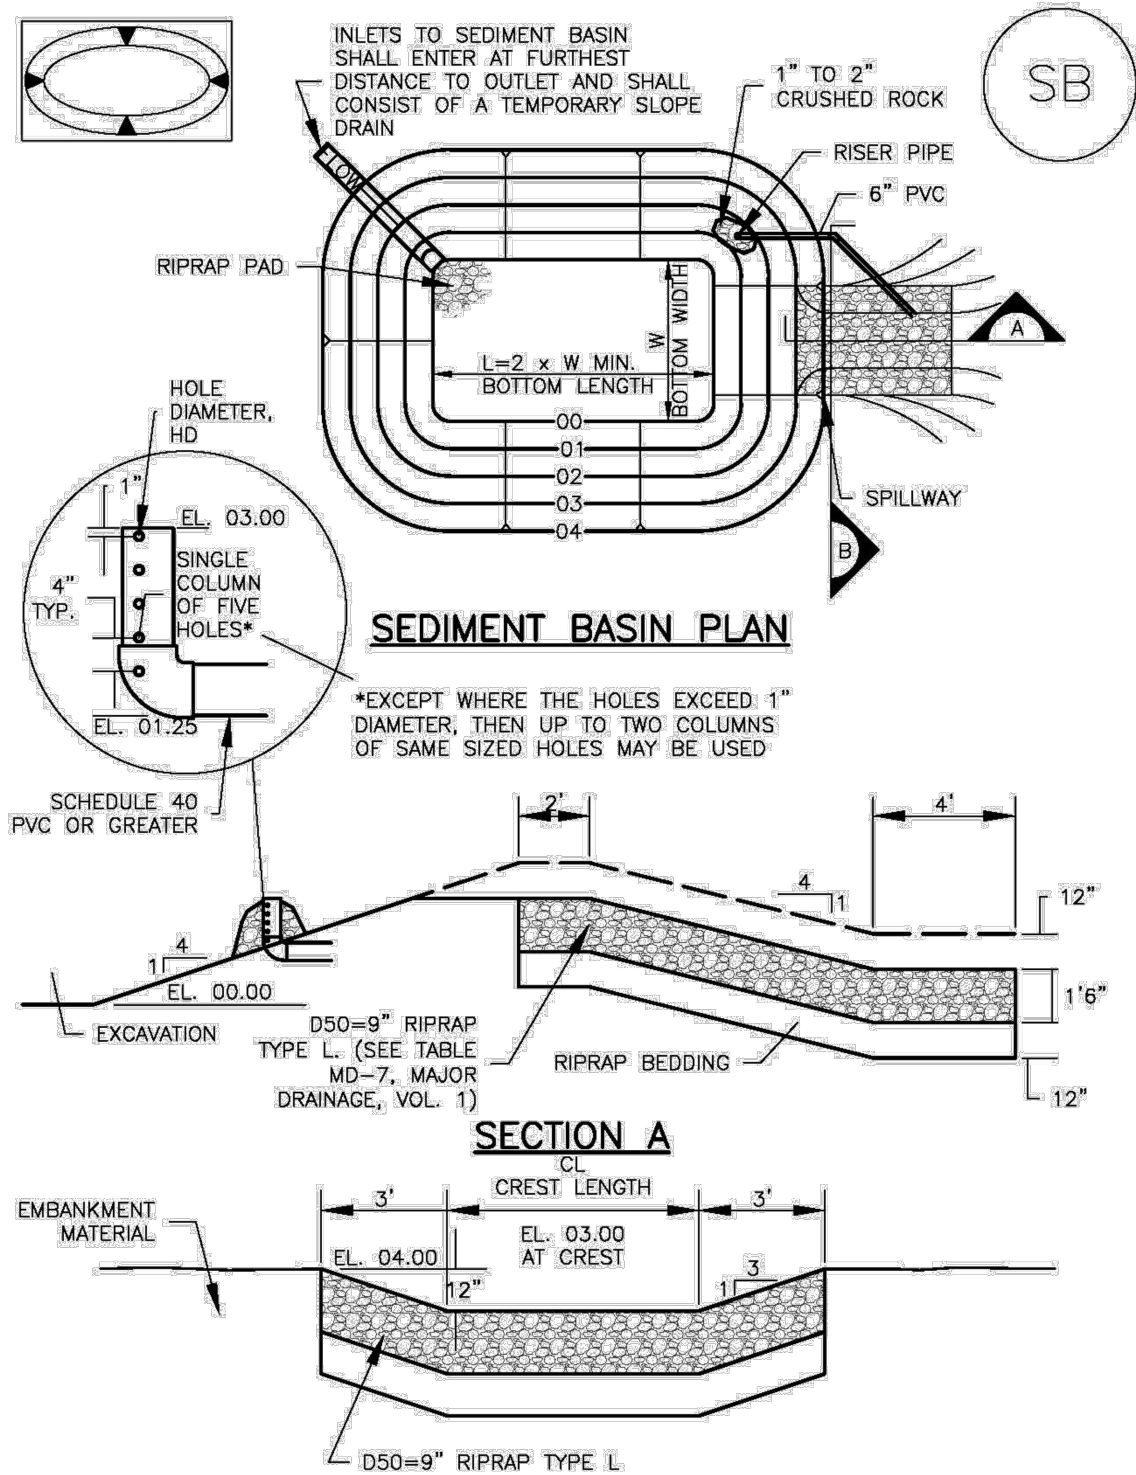 INLETS TO SEDIMENT BASIN
SHALL ENTER AT FURTHEST
DISTANCE TO OUTLET AND SHALL
CONSIST OF A TEMPORARY SLOPE
DRAIN
1" TO 2"
CRUSHED ROCK
SB
RISER PIPE
6" PVC
FLOW
RIPRAP PAD
W
BOTTOM WIDTH
A
L=2 x W MIN.
BOTTOM LENGTH
00
01
02
03
04
SPILLWAY
B
HOLE
DIAMETER,
HD
1"
EL. 03.00
SINGLE
COLUMN
OF FIVE
HOLES*
4"
TYP.
EL. 01.25
SEDIMENT BASIN PLAN
*EXCEPT WHERE THE HOLES EXCEED 1"
DIAMETER, THEN UP TO TWO COLUMNS
OF SAME SIZED HOLES MAY BE USED
SCHEDULE 40
PVC OR GREATER
2'
4'
4
1
12"
4
1
EL. 00.00
1'6"
EXCAVATION
D50=9" RIPRAP
TYPE L. (SEE TABLE
MD-7, MAJOR
DRAINAGE, VOL. 1)
RIPRAP BEDDING
12"
SECTION A
CL
CREST LENGTH
3'
3'
EMBANKMENT
MATERIAL
EL. 04.00
EL. 03.00
AT CREST
12"
3
1
D50=9" RIPRAP TYPE L